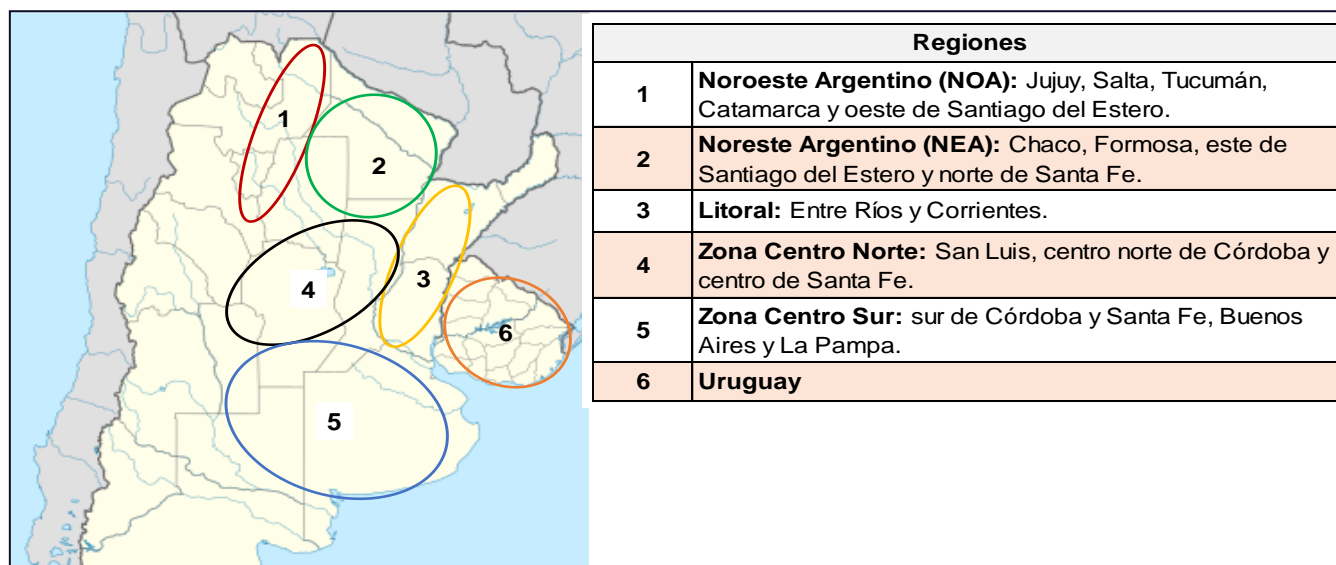 1
2
3
4
5
6
Regiones
1
Noroeste Argentino (NOA): Jujuy, Salta, Tucumán,
Catamarca y oeste de Santiago del Estero.
2
Noreste Argentino (NEA): Chaco, Formosa, este de
Santiago del Estero y norte de Santa Fe.
3
Litoral: Entre Ríos y Corrientes.
4
Zona Centro Norte: San Luis, centro norte de Córdoba y
centro de Santa Fe.
5
Zona Centro Sur: sur de Córdoba y Santa Fe, Buenos
Aires y La Pampa.
6
Uruguay